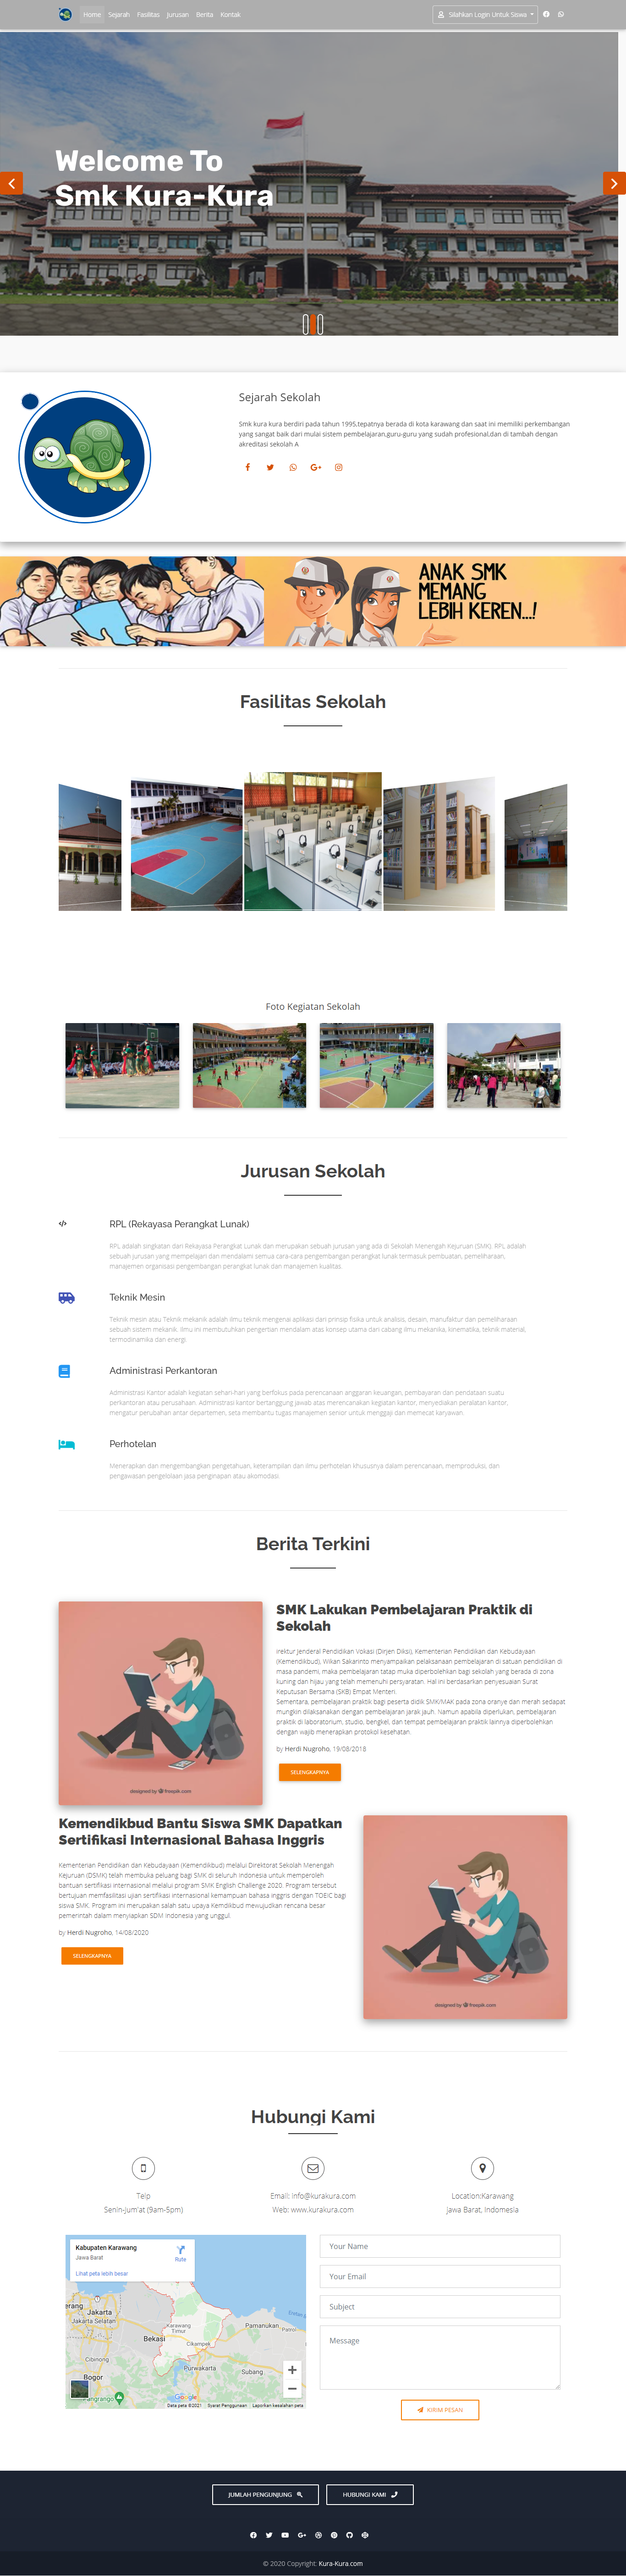 Home Sejarah Fasilitas Jurusan Berita Kontak
Silahkan Login Untuk Siswa
Welcome To
Smk Kura-Kura
Sejarah Sekolah
Smk kura kura berdiri pada tahun 1995,tepatnya berada di kota karawang dan saat ini memiliki perkembangan
yang sangat baik dari mulai sistem pembelajaran,guru-guru yang sudah profesional,dan di tambah dengan
akreditasi sekolah A
ANAK SMK
MEMANG
LEBIH KEREN...!
Fasilitas Sekolah
Foto Kegiatan Sekolah
Jurusan Sekolah
RPL (Rekayasa Perangkat Lunak)
RPL adalah singkatan dari Rekayasa Perangkat Lunak dan merupakan sebuah jurusan yang ada di Sekolah Menengah Kejuruan (SMK). RPL adalah
sebuah jurusan yang mempelajari dan mendalami semua cara-cara pengembangan perangkat lunak termasuk pembuatan, pemeliharaan,
manajemen organisasi pengembangan perangkat lunak dan manajemen kualitas.
Teknik Mesin
Teknik mesin atau Teknik mekanik adalah ilmu teknik mengenai aplikasi dari prinsip fisika untuk analisis, desain, manufaktur dan pemeliharaan
sebuah sistem mekanik. Ilmu ini membutuhkan pengertian mendalam atas konsep utama dari cabang ilmu mekanika, kinematika, teknik material,
termodinamika dan energi.
Administrasi Perkantoran
Administrasi Kantor adalah kegiatan sehari-hari yang berfokus pada perencanaan anggaran keuangan, pembayaran dan pendataan suatu
perkantoran atau perusahaan. Administrasi kantor bertanggung jawab atas merencanakan kegiatan kantor, menyediakan peralatan kantor,
mengatur perubahan antar departemen, seta membantu tugas manajemen senior untuk menggaji dan memecat karyawan.
Perhotelan
Menerapkan dan mengembangkan pengetahuan, keterampilan dan ilmu perhotelan khususnya dalam perencanaan, memproduksi, dan
pengawasan pengelolaan jasa penginapan atau akomodasi.
Berita Terkini
SMK Lakukan Pembelajaran Praktik di
Sekolah
irektur Jenderal Pendidikan Vokasi (Dirjen Diksi), Kementerian Pendidikan dan Kebudayaan
(Kemendikbud), Wikan Sakarinto menyampaikan pelaksanaan pembelajaran di satuan pendidikan di
masa pandemi, maka pembelajaran tatap muka diperbolehkan bagi sekolah yang berada di zona
kuning dan hijau yang telah memenuhi persyaratan. Hal ini berdasarkan penyesuaian Surat
Keputusan Bersama (SKB) Empat Menteri.
Sementara, pembelajaran praktik bagi peserta didik SMK/MAK pada zona oranye dan merah sedapat
mungkin dilaksanakan dengan pembelajaran jarak jauh. Namun apabila diperlukan, pembelajaran
praktik di laboratorium, studio, bengkel, dan tempat pembelajaran praktik lainnya diperbolehkan
dengan wajib menerapkan protokol kesehatan.
by Herdi Nugroho, 19/08/2018
SELENGKAPNYA
designed by freepik.com
Kemendikbud Bantu Siswa SMK Dapatkan
Sertifikasi Internasional Bahasa Inggris
Kementerian Pendidikan dan Kebudayaan (Kemendikbud) melalui Direktorat Sekolah Menengah
Kejuruan (DSMK) telah membuka peluang bagi SMK di seluruh Indonesia untuk memperoleh
bantuan sertifikasi internasional melalui program SMK English Challenge 2020. Program tersebut
bertujuan memfasilitasi ujian sertifikasi internasional kemampuan bahasa inggris dengan TOEIC bagi
siswa SMK. Program ini merupakan salah satu upaya Kemdikbud mewujudkan rencana besar
pemerintah dalam menyiapkan SDM Indonesia yang unggul
by Herdi Nugroho, 14/08/2020
SELENGKAPNYA
designed by freepik.com
Hubungi Kami
Telp
Senin-Jum'at (9am-5pm)
Email: info@kurakura.com
Web: www.kurakura.com
Location:Karawang
Jawa Barat, Indomesia
Kabupaten Karawang
Jawa Barat
Rute
Lihat peta lebih besar
erang
Jakarta
Jakarta Selatan
Bekasi
Karawang
Timur
Cikampek
Pamanukan
Patrol
Cibinong
Purwakarta
Subang
Bogor
angrango
Google
Data peta ©2021 Syarat Penggunaan Laporkan kesalahan peta
Your Name
Your Email
Subject
Message
KIRIM PESAN
JUMLAH PENGUNJUNG
HUBUNGI KAMI
© 2020 Copyright: Kura-Kura.com